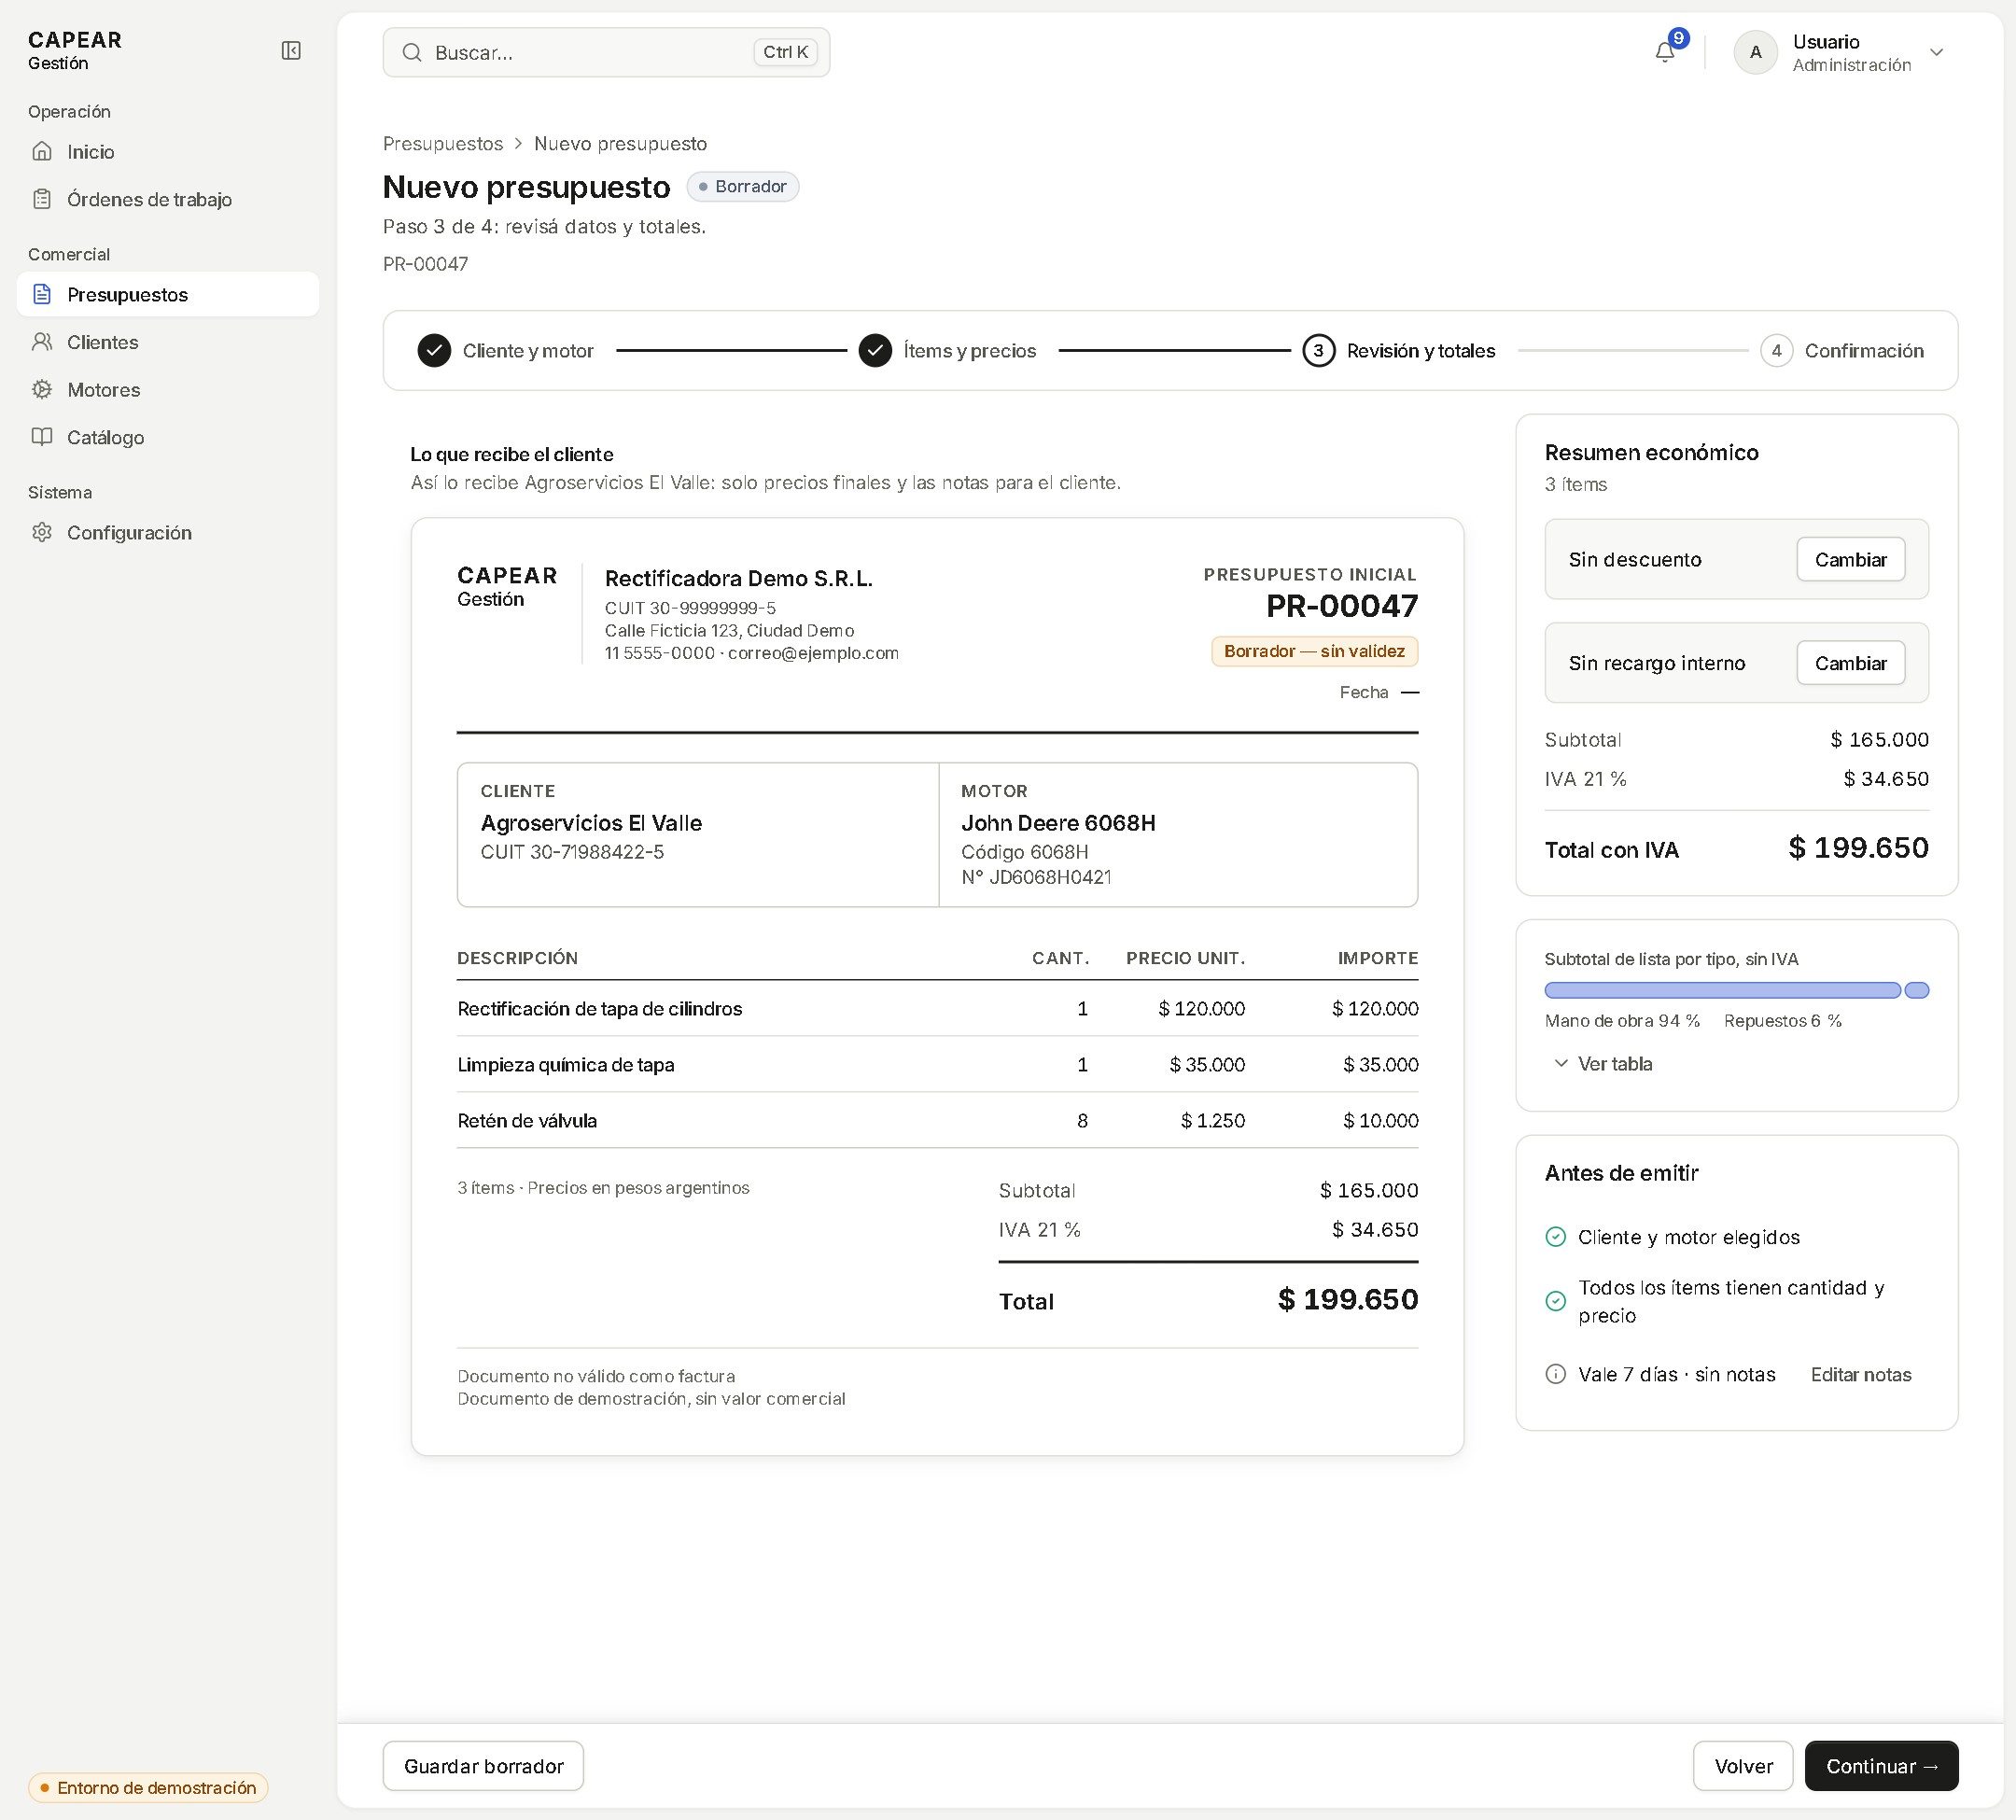 CAPEAR
Gestión
Operación
Inicio
Órdenes de trabajo
Comercial
Presupuestos
Clientes
Motores
Catálogo
Sistema
Configuración
Entorno de demostración
Buscar...
Ctrl K
9
A
Usuario
Administración
Presupuestos > Nuevo presupuesto
Nuevo presupuesto
Borrador
Paso 3 de 4: revisá datos y totales.
PR-00047
Cliente y motor
Ítems y precios
3 Revisión y totales
4 Confirmación
Lo que recibe el cliente
Así lo recibe Agroservicios El Valle: solo precios finales y las notas para el cliente.
CAPEAR
Gestión
Rectificadora Demo S.R.L.
CUIT 30-99999999-5
Calle Ficticia 123, Ciudad Demo
11 5555-0000 · correo@ejemplo.com
PRESUPUESTO INICIAL
PR-00047
Borrador — sin validez
Fecha —
CLIENTE
Agroservicios El Valle
CUIT 30-71988422-5
MOTOR
John Deere 6068H
Código 6068H
N° JD6068H0421
DESCRIPCIÓN CANT. PRECIO UNIT. IMPORTE
Rectificación de tapa de cilindros 1 $ 120.000 $ 120.000
Limpieza química de tapa 1 $ 35.000 $ 35.000
Retén de válvula 8 $ 1.250 $ 10.000
3 ítems · Precios en pesos argentinos
Subtotal $ 165.000
IVA 21 % $ 34.650
Total $ 199.650
Documento no válido como factura
Documento de demostración, sin valor comercial
Resumen económico
3 ítems
Sin descuento Cambiar
Sin recargo interno Cambiar
Subtotal $ 165.000
IVA 21 % $ 34.650
Total con IVA $ 199.650
Subtotal de lista por tipo, sin IVA
Mano de obra 94 % Repuestos 6 %
Ver tabla
Antes de emitir
Cliente y motor elegidos
Todos los ítems tienen cantidad y
precio
Vale 7 días · sin notas Editar notas
Guardar borrador
Volver
Continuar →